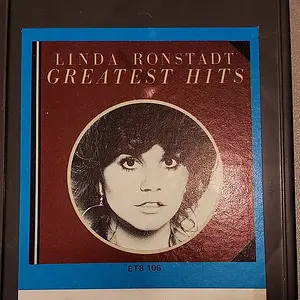 LINDA RONSTADT
GREATEST HITS
ET8 106